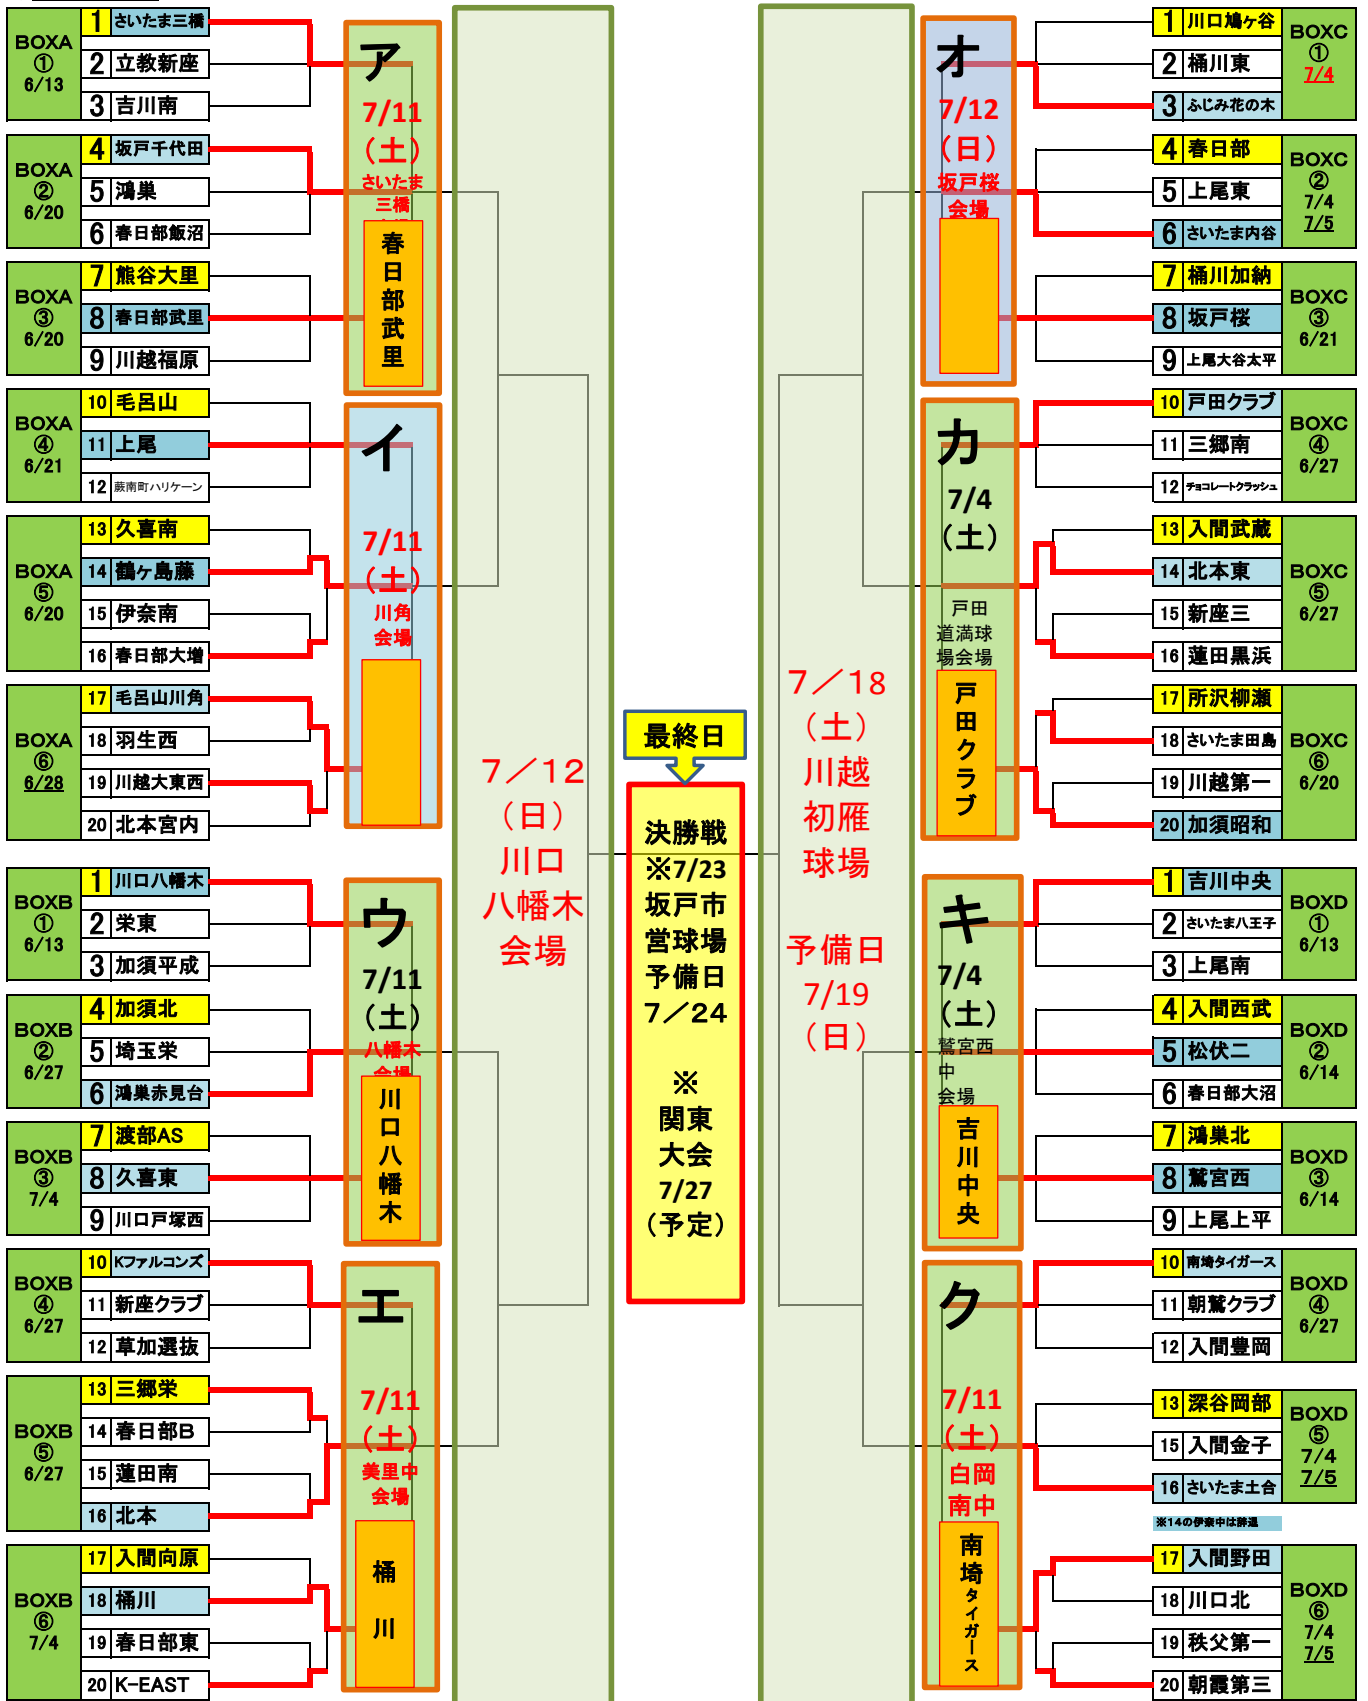 BOXA
①
6/13
1 さいたま三橋
2 立教新座
3 吉川南
BOXA
②
6/20
4 坂戸千代田
5 鴻巣
6 春日部飯沼
BOXA
③
6/20
7 熊谷大里
8 春日部武里
9 川越福原
BOXA
④
6/21
10 毛呂山
11 上尾
12 蕨南町ハリケーン
BOXA
⑤
6/20
13 久喜南
14 鶴ヶ島藤
15 伊奈南
16 春日部大増
BOXA
⑥
6/28
17 毛呂山川角
18 羽生西
19 川越大東西
20 北本宮内
BOXB
①
6/13
1 川口八幡木
2 栄東
3 加須平成
BOXB
②
6/27
4 加須北
5 埼玉栄
6 鴻巣赤見台
BOXB
③
7/4
7 渡部AS
8 久喜東
9 川口戸塚西
BOXB
④
6/27
10 Kファルコンズ
11 新座クラブ
12 草加選抜
BOXB
⑤
6/27
13 三郷栄
14 春日部B
15 蓮田南
16 北本
BOXB
⑥
7/4
17 入間向原
18 桶川
19 春日部東
20 K-EAST
ア
7/11
(土)
さいたま
三橋
春日部武里
イ
7/11
(土)
川角
会場
ウ
7/11
(土)
八幡木
会場
川口八幡木
エ
7/11
(土)
美里中
会場
桶川
7／12
(日)
川口
八幡木
会場
最終日
決勝戦
※7/23
坂戸市
営球場
予備日
7／24
※
関東
大会
7/27
(予定)
7／18
(土)
川越
初雁
球場
予備日
7/19
(日)
オ
7/12
(日)
坂戸桜
会場
カ
7/4
(土)
戸田
道満球
場会場
戸田クラブ
キ
7/4
(土)
鷲宮西
中
会場
吉川中央
ク
7/11
(土)
白岡
南中
南埼タイガース
1 川口鳩ヶ谷
2 桶川東
3 ふじみ花の木
BOXC
①
7/4
4 春日部
5 上尾東
6 さいたま内谷
BOXC
②
7/4
7/5
7 桶川加納
8 坂戸桜
9 上尾大谷太平
BOXC
③
6/21
10 戸田クラブ
11 三郷南
12 チョコレートクラッシュ
BOXC
④
6/27
13 入間武蔵
14 北本東
15 新座三
16 蓮田黒浜
BOXC
⑤
6/27
17 所沢柳瀬
18 さいたま田島
19 川越第一
20 加須昭和
BOXC
⑥
6/20
1 吉川中央
2 さいたま八王子
3 上尾南
BOXD
①
6/13
4 入間西武
5 松伏二
6 春日部大沼
BOXD
②
6/14
7 鴻巣北
8 鷲宮西
9 上尾上平
BOXD
③
6/14
10 南埼タイガース
11 朝鷲クラブ
12 入間豊岡
BOXD
④
6/27
13 深谷岡部
15 入間金子
16 さいたま土合
BOXD
⑤
7/4
7/5
※14の伊奈中は辞退
17 入間野田
18 川口北
19 秩父第一
20 朝霞第三
BOXD
⑥
7/4
7/5